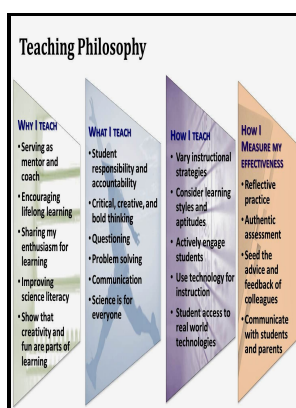 Teaching Philosophy
WHY I TEACH
•Serving as
mentor and
coach
•Encouraging
lifelong learning
•Sharing my
enthusiasm for
learning
•Improving
science literacy
•Show that
creativity and
fun are parts of
learning
WHAT I TEACH
•Student
responsibility and
accountability
•Critical, creative, and
bold thinking
•Questioning
•Problem solving
•Communication
•Science is for
everyone
HOW I TEACH
• Vary instructional
strategies
• Consider learning
styles and
aptitudes
• Actively engage
students
• Use technology for
instruction
• Student access to
real world
technologies
HOW I
MEASURE MY
EFFECTIVENESS
• Reflective
practice
• Authentic
assessment
• Seed the
advice and
feedback of
colleagues
•Communicate
with students
and parents